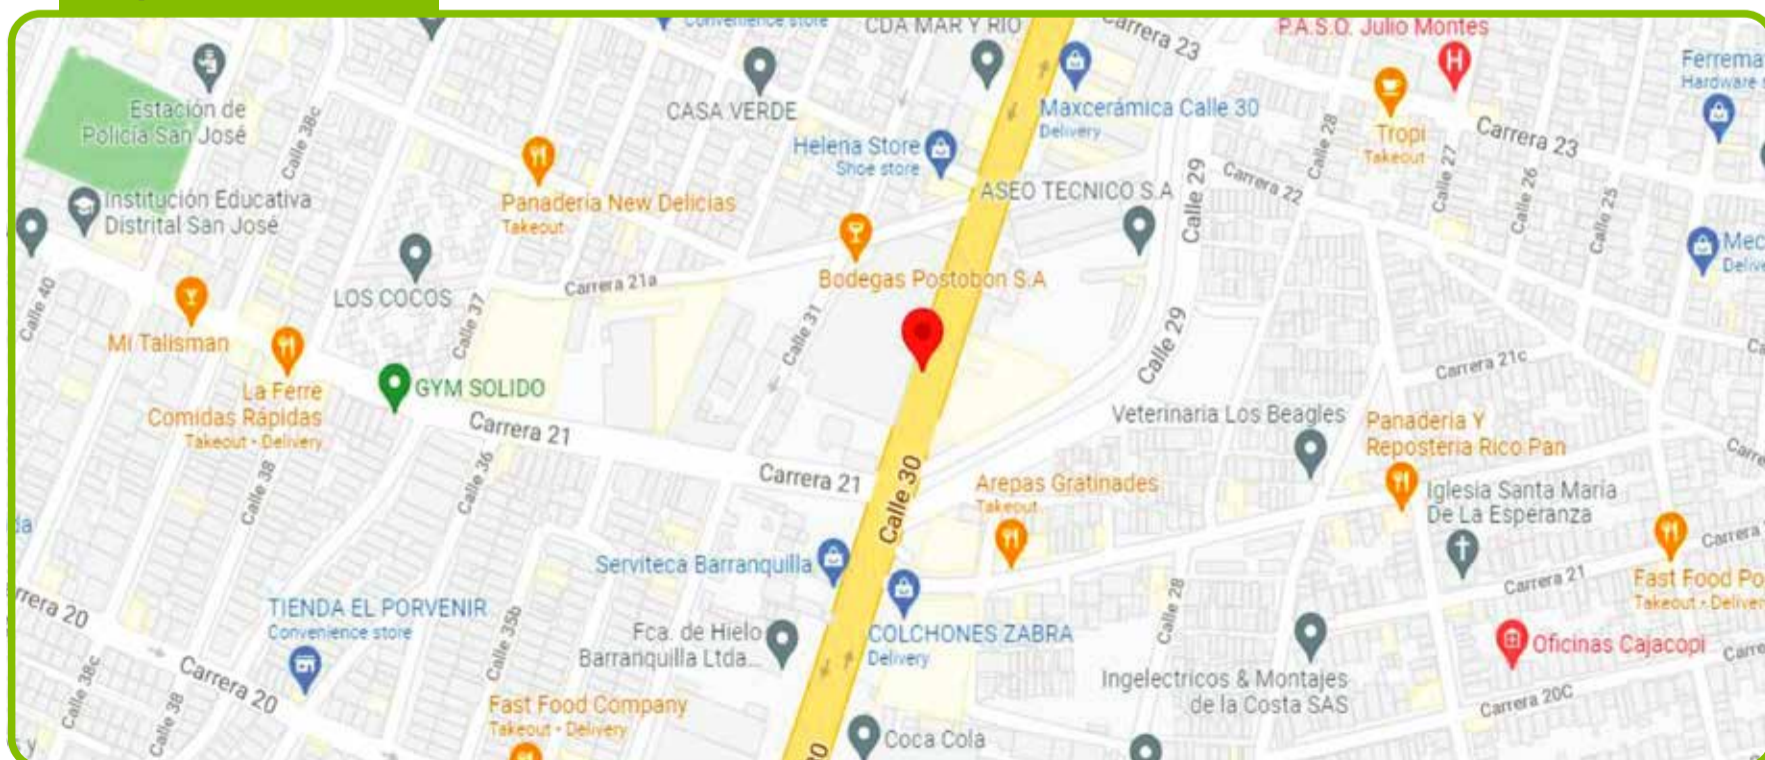 Convenience store
CDA MAR Y RIO
Carrera 23
P.A.S.O. Julio Montes
Estación de
Policía San José
Calle 38c
CASA VERDE
Maxcerámica Calle 30
Delivery
Helena Store
Shoe store
Calle 28
Tropi
Takeout
Carrera 23
Hardware
Institución Educativa
Distrital San José
Panadería New Delicias
Takeout
ASEO TECNICO S.A
Calle 29
Carrera 22
Calle 27
Calle 26
Calle 25
Calle 40
LOS COCOS
Calle 37
Carrera 21a
Bodegas Postobon S.A
Calle 31
Mi Talisman
La Ferre
Comidas Rápidas
Takeout • Delivery
GYM SOLIDO
Calle 29
Carrera 21c
Carrera 21
Carrera 21
Calle 30
Veterinaria Los Beagles
Panaderia Y
Reposteria Rico Pan
Calle 38
Calle 36
Arepas Gratinades
Takeout
Iglesia Santa Maria
De La Esperanza
Serviteca Barranquilla
Carrera
Carrera 21
Fast Food Po
Takeout • Deliver
rrera 20
TIENDA EL PORVENIR
Convenience store
Calle 35b
Fca. de Hielo
Barranquilla Ltda...
COLCHONES ZABRA
Delivery
Calle 28
Oficinas Cajacopi
Carrera 20
Calle 38c
Calle 38
Fast Food Company
Takeout • Delivery
Ingelectricos & Montajes
de la Costa SAS
Carrera 20C
Coca Cola